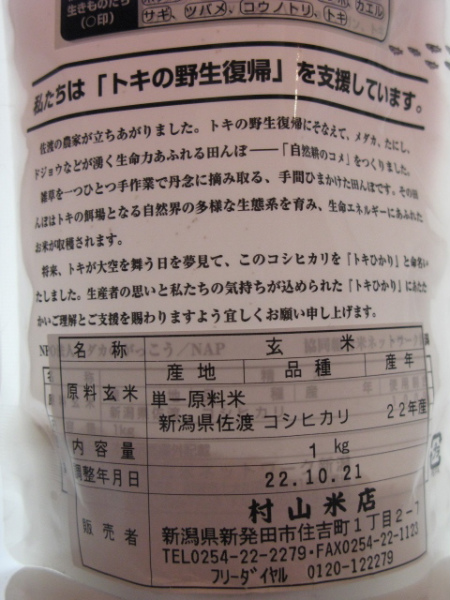 生きものたち
(○印)
カエル
サギ、ツバメ、コウノトリ、トキ
私たちは「トキの野生復帰」を支援しています。
佐渡の農家が立ちあがりました。トキの野生復帰にそなえて、メダカ、たにし、
ドジョウなどが湧く生命力あふれる田んぼ――「自然耕のコメ」をつくりました。
雑草を一つひとつ手作業で丹念に摘み取る、手間ひまかけた田んぼです。その田
んぼはトキの餌場となる自然界の多様な生態系を育み、生命エネルギーにあふれた
お米が収穫されます。
将来、トキが大空を舞う日を夢見て、このコシヒカリを「トキひかり」と命名い
たしました。生産者の思いと私たちの気持ちが込められた「トキひかり」にあたた
かいご理解とご支援を賜りますよう宜しくお願い申し上げます。
がっこう/NAP
名称 玄米
原料玄米 産地 品種 産年
単一原料米
新潟県佐渡 コシヒカリ 22年産
内容量 1kg
調整年月日 22.10.21
販売者 村山米店
新潟県新発田市住吉町1丁目2-7
TEL0254-22-2279・FAX0254-22-1123
フリーダイヤル 0120-122279